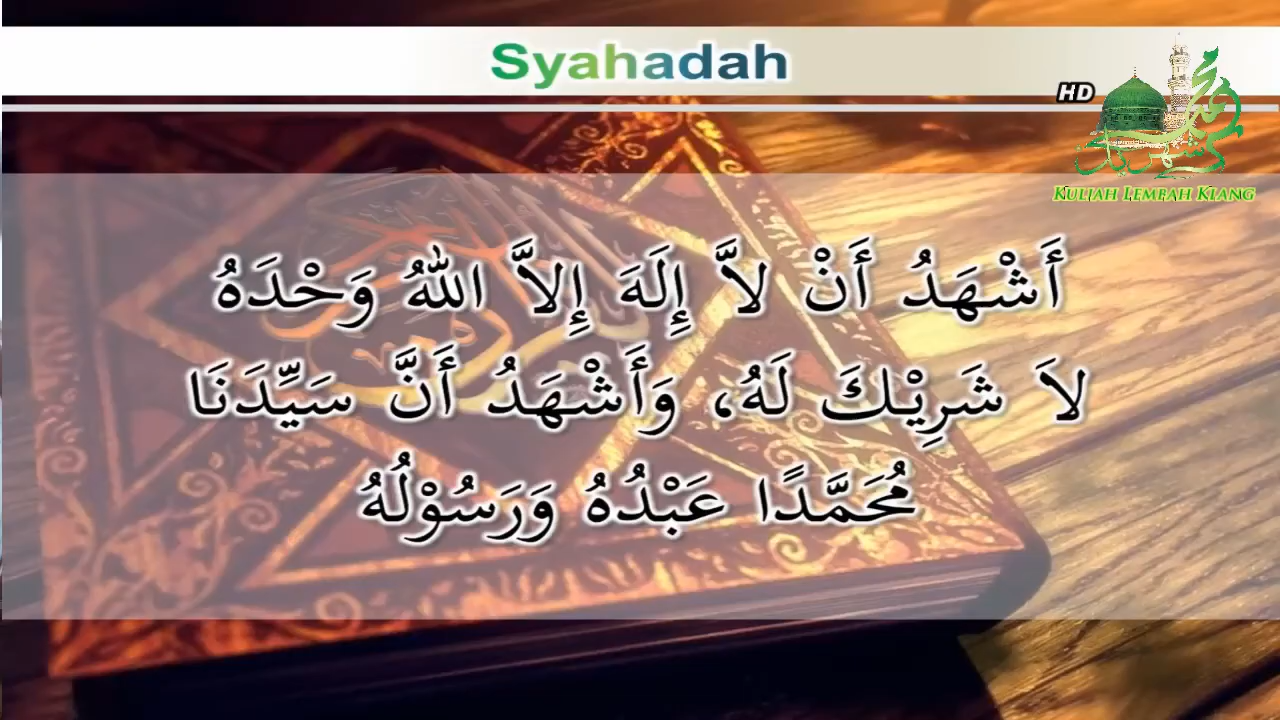 Syahadah
HD
KULIAH LEMBAH KLANG
أَشْهَدُ أَنْ لاَّ إِلَهَ إِلاَّ اللهُ وَحْدَهُ
لاَ شَرِيْكَ لَهُ، وَأَشْهَدُ أَنَّ سَيِّدَنَا
مُحَمَّدًا عَبْدُهُ وَرَسُوْلُهُ